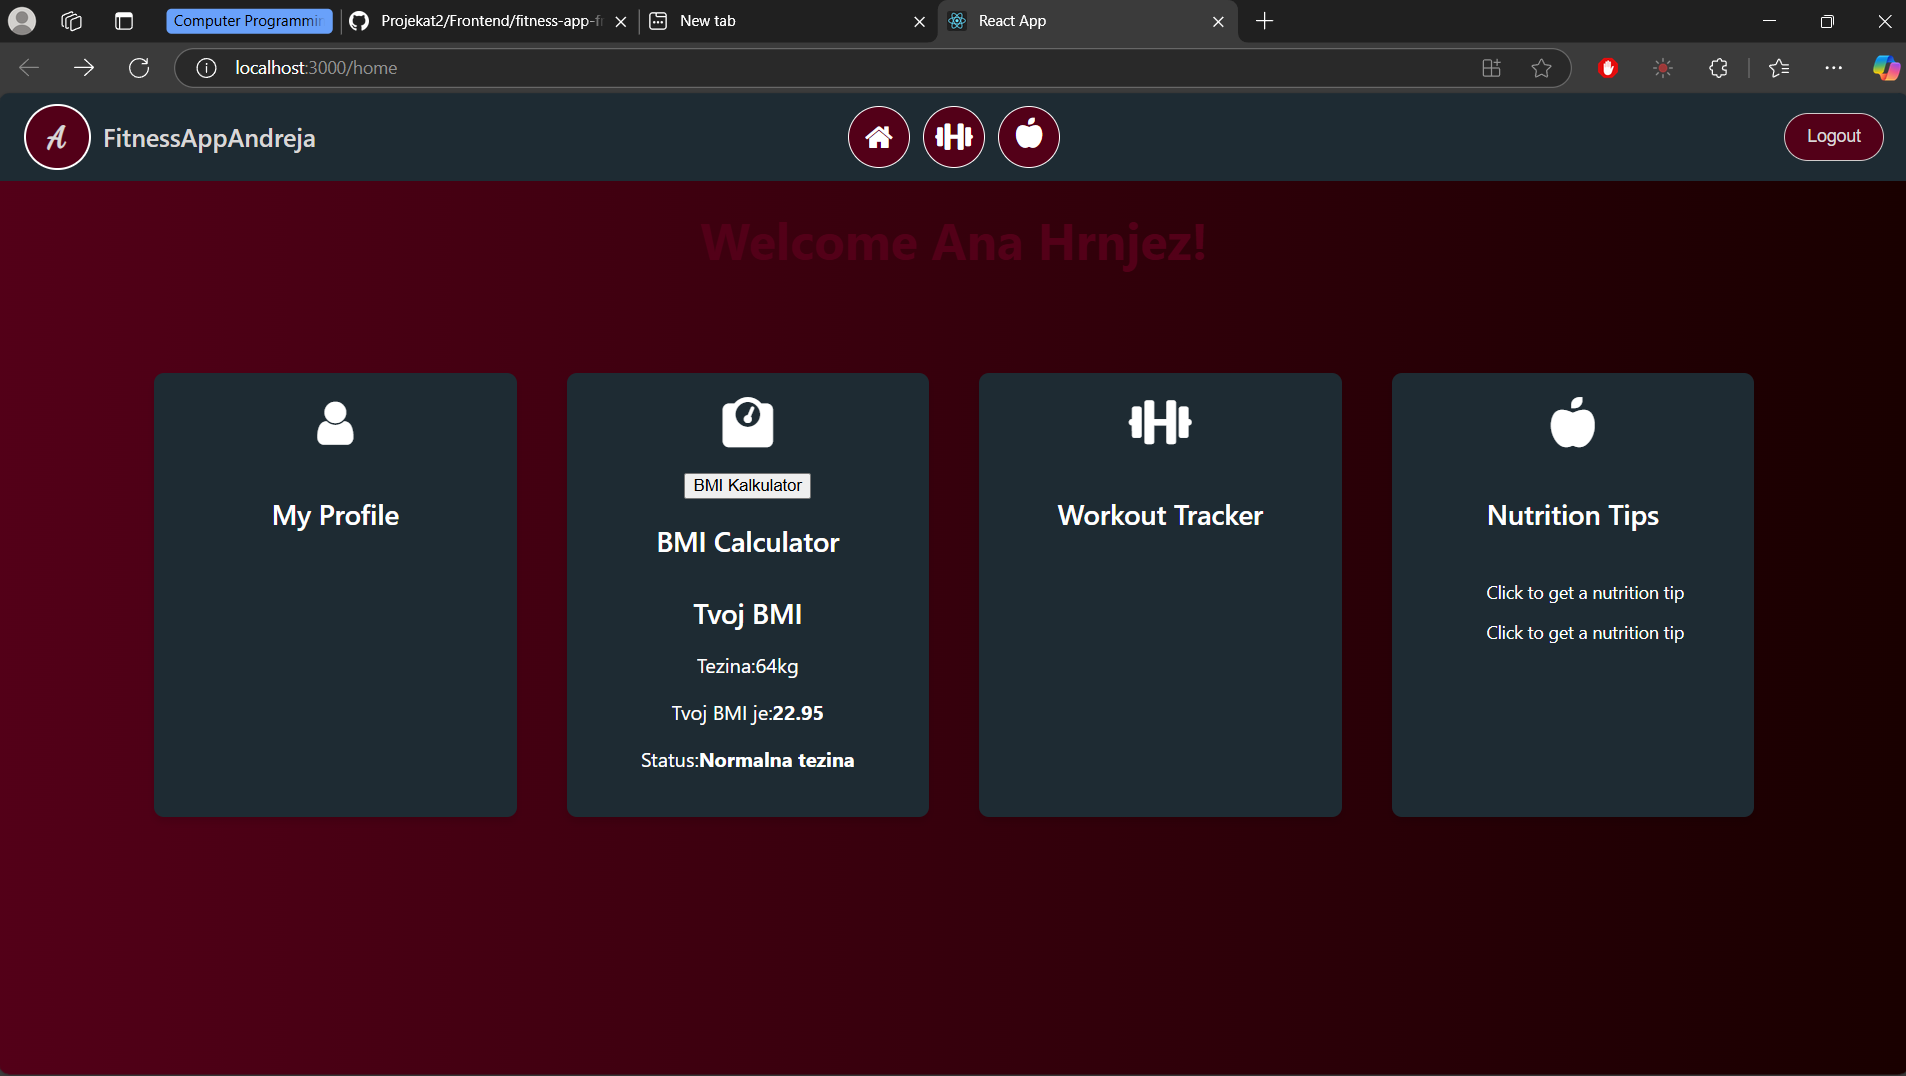 Computer Programmin
Projekat2/Frontend/fitness-app-fr
New tab
React App
localhost:3000/home
A
FitnessAppAndreja
Logout
Welcome Ana Hrnjez!
My Profile
BMI Kalkulator
BMI Calculator
Tvoj BMI
Tezina:64kg
Tvoj BMI je:22.95
Status:Normalna tezina
Workout Tracker
Nutrition Tips
Click to get a nutrition tip
Click to get a nutrition tip